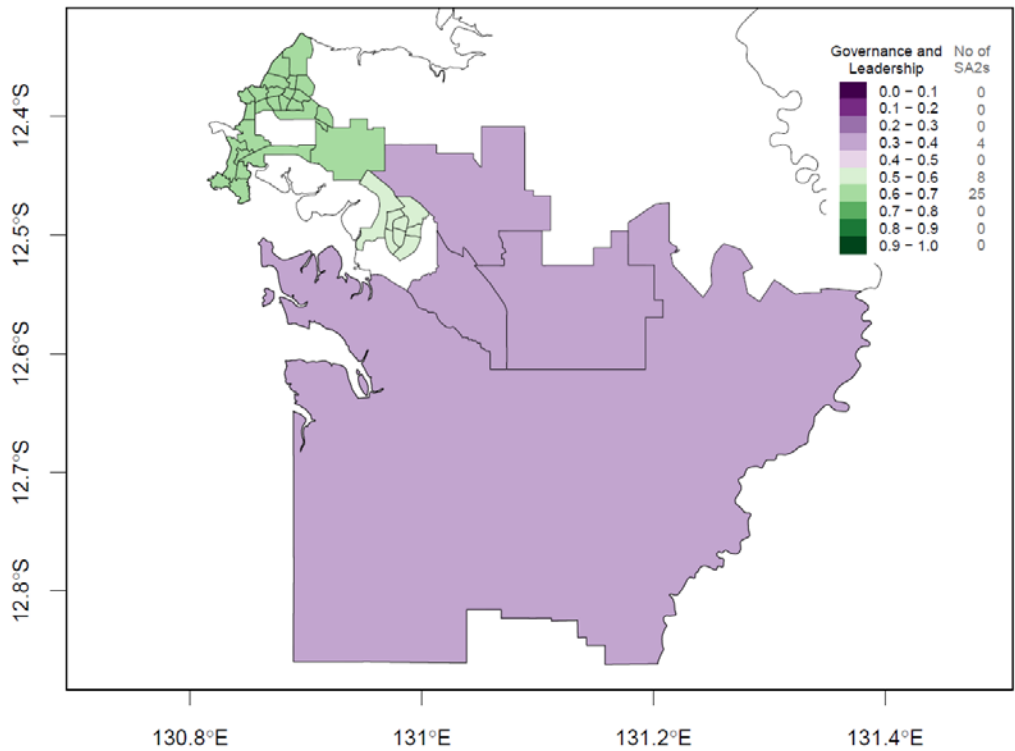 Governance and Leadership No of SA2s
0.0 – 0.1 0
0.1 – 0.2 0
0.2 – 0.3 0
0.3 – 0.4 4
0.4 – 0.5 0
0.5 – 0.6 8
0.6 – 0.7 25
0.7 – 0.8 0
0.8 – 0.9 0
0.9 – 1.0 0
12.4°S
12.5°S
12.6°S
12.7°S
12.8°S
130.8°E 131°E 131.2°E 131.4°E